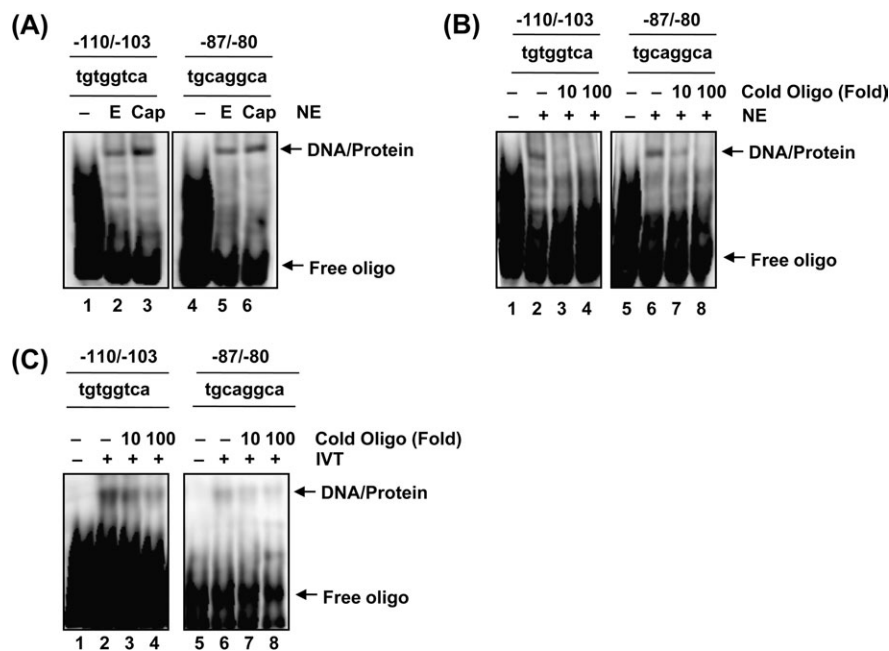 (A)
-110/-103 -87/-80
tgtggtca tgcaggca
– E Cap – E Cap NE
DNA/Protein
Free oligo
1 2 3 4 5 6
(B)
-110/-103 -87/-80
tgtggtca tgcaggca
– – 10 100 – – 10 100 Cold Oligo (Fold)
– + + + – + + + NE
DNA/Protein
Free oligo
1 2 3 4 5 6 7 8
(C)
-110/-103 -87/-80
tgtggtca tgcaggca
– – 10 100 – – 10 100 Cold Oligo (Fold)
– + + + – + + + IVT
DNA/Protein
Free oligo
1 2 3 4 5 6 7 8